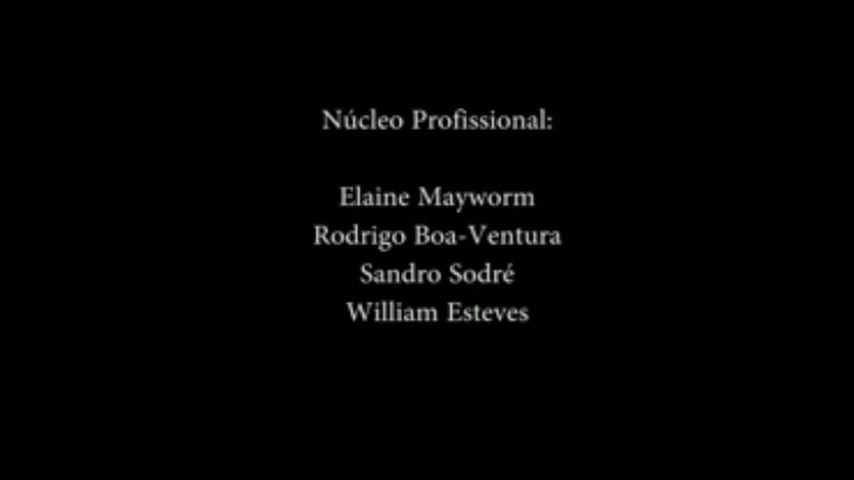 Núcleo Profissional:
Elaine Mayworm
Rodrigo Boa-Ventura
Sandro Sodré
William Esteves